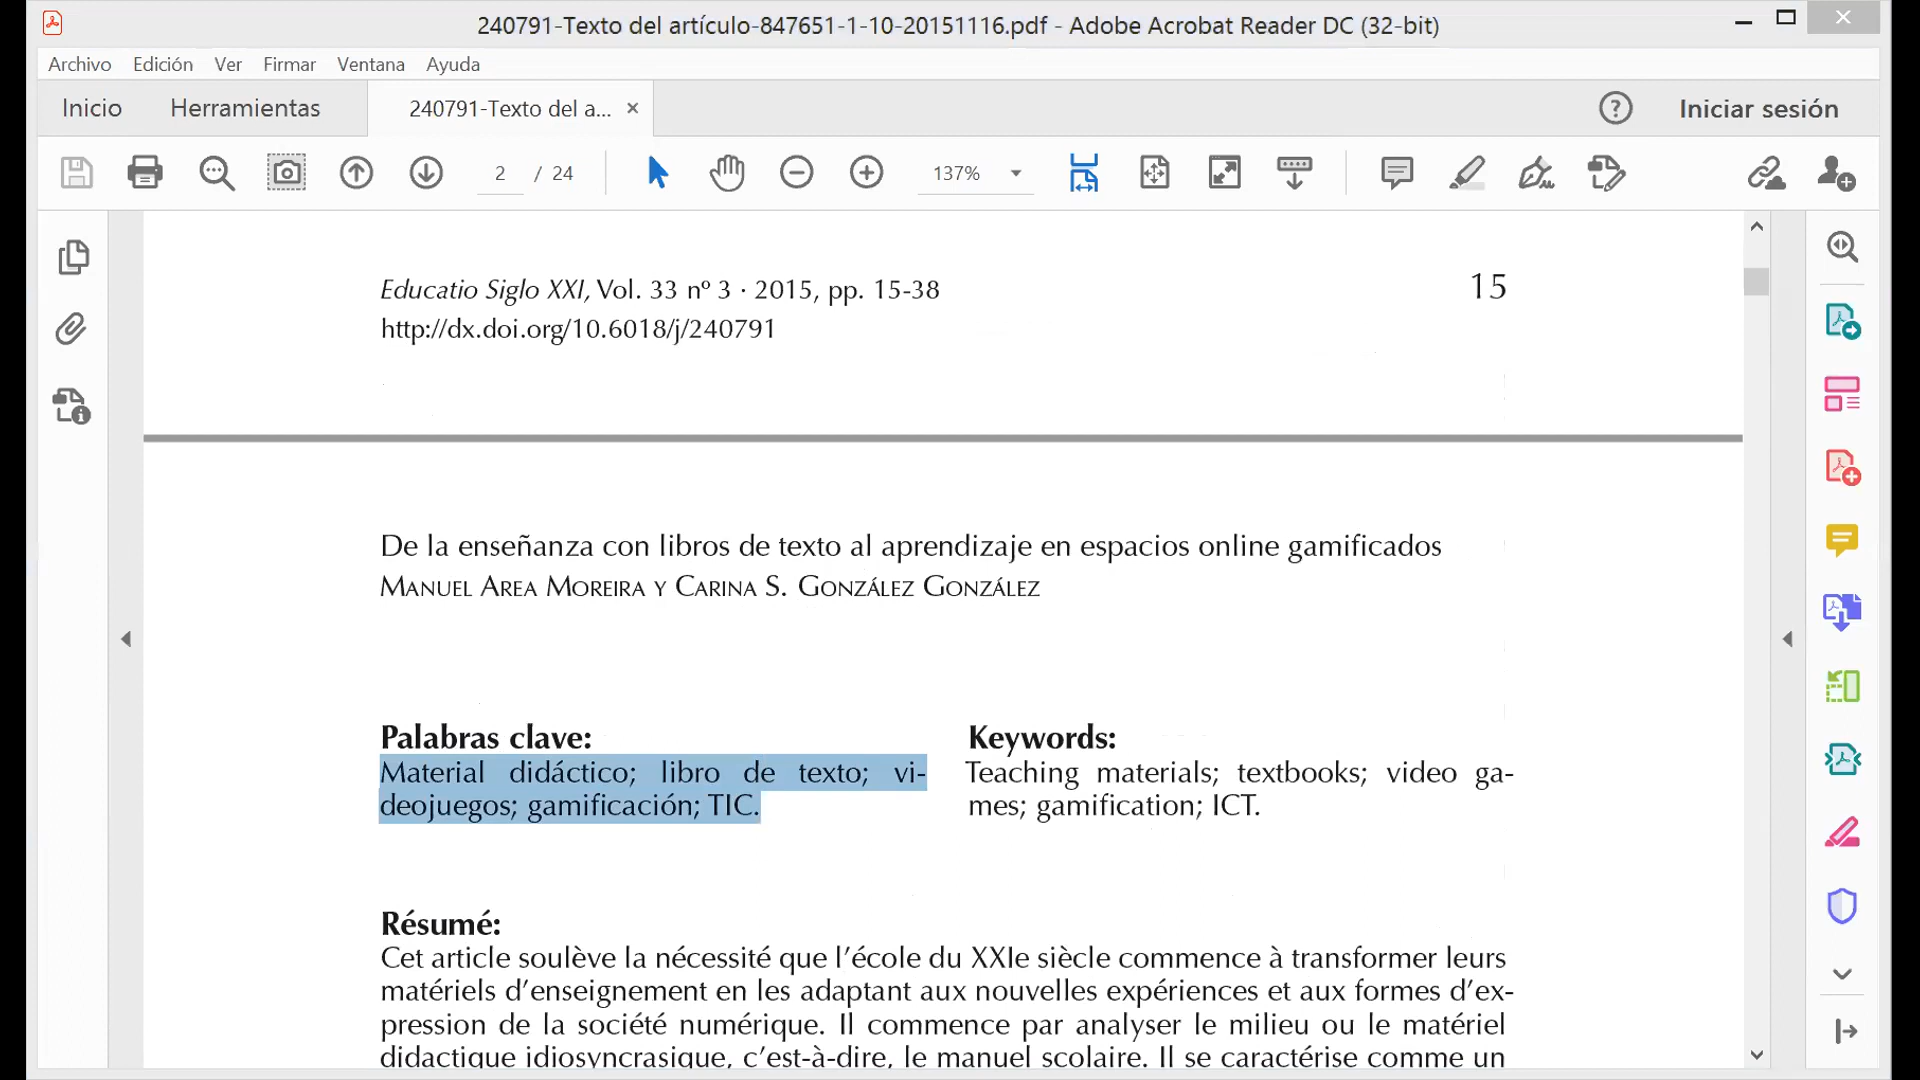 240791-Texto del artículo-847651-1-10-20151116.pdf - Adobe Acrobat Reader DC (32-bit)
Archivo Edición Ver Firmar Ventana Ayuda
Inicio Herramientas 240791-Texto del a... × Iniciar sesión
2 / 24 137%
Educatio Siglo XXI, Vol. 33 nº 3 · 2015, pp. 15-38 15
http://dx.doi.org/10.6018/j/240791
De la enseñanza con libros de texto al aprendizaje en espacios online gamificados
Manuel Area Moreira y Carina S. González González
Palabras clave:
Material didáctico; libro de texto; vi-
deojuegos; gamificación; TIC.
Keywords:
Teaching materials; textbooks; video ga-
mes; gamification; ICT.
Résumé:
Cet article soulève la nécessité que l’école du XXIe siècle commence à transformer leurs
matériels d’enseignement en les adaptant aux nouvelles expériences et aux formes d’ex-
pression de la société numérique. Il commence par analyser le milieu ou le matériel
didactique idiosyncrasique, c’est-à-dire, le manuel scolaire. Il se caractérise comme un